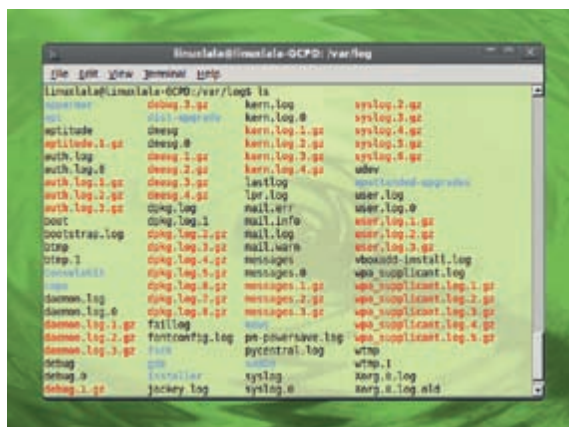 linuxlala@linuxlala-GCPD: /var/log
File Edit View Terminal Help
linuxlala@linuxlala-GCPD:/var/log$ ls
apparmor debug.3.gz kern.log syslog.2.gz
apt dist-upgrade kern.log.0 syslog.3.gz
aptitude dmesg kern.log.1.gz syslog.4.gz
aptitude.1.gz dmesg.0 kern.log.2.gz syslog.5.gz
auth.log dmesg.1.gz kern.log.3.gz syslog.6.gz
auth.log.0 dmesg.2.gz kern.log.4.gz udev
auth.log.1.gz dmesg.3.gz lastlog unattended-upgrades
auth.log.2.gz dmesg.4.gz lpr.log user.log
auth.log.3.gz dpkg.log mail.err user.log.0
boot dpkg.log.1 mail.info user.log.1.gz
bootstrap.log dpkg.log.2.gz mail.log user.log.2.gz
btmp dpkg.log.3.gz mail.warn user.log.3.gz
btmp.1 dpkg.log.4.gz messages vboxadd-install.log
ConsoleKit dpkg.log.5.gz messages.0 wpa_supplicant.log
cups dpkg.log.6.gz messages.1.gz wpa_supplicant.log.1.gz
daemon.log dpkg.log.7.gz messages.2.gz wpa_supplicant.log.2.gz
daemon.log.0 dpkg.log.8.gz messages.3.gz wpa_supplicant.log.3.gz
daemon.log.1.gz faillog news wpa_supplicant.log.4.gz
daemon.log.2.gz fontconfig.log pm-powersave.log wpa_supplicant.log.5.gz
daemon.log.3.gz fsck pycentral.log wtmp
debug gdm samba wtmp.1
debug.0 installer syslog Xorg.0.log
debug.1.gz jockey.log syslog.0 Xorg.0.log.old